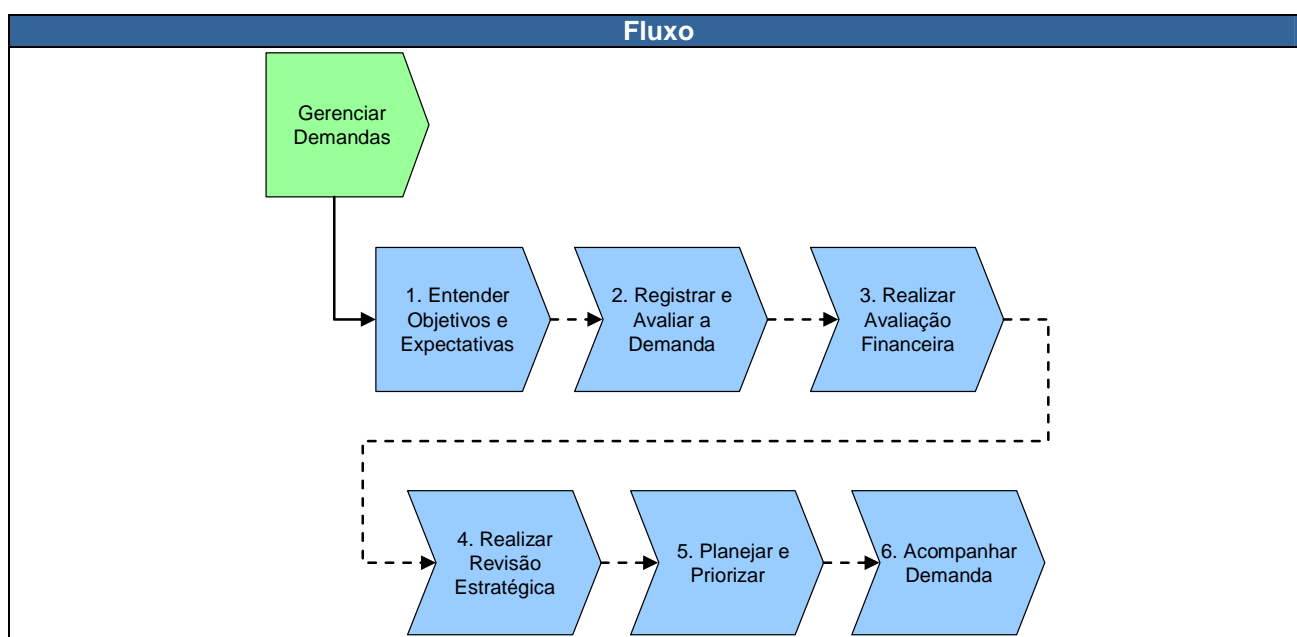 Fluxo
Gerenciar
Demandas
1. Entender
Objetivos e
Expectativas
2. Registrar e
Avaliar a
Demanda
3. Realizar
Avaliação
Financeira
4. Realizar
Revisão
Estratégica
5. Planejar e
Priorizar
6. Acompanhar
Demanda